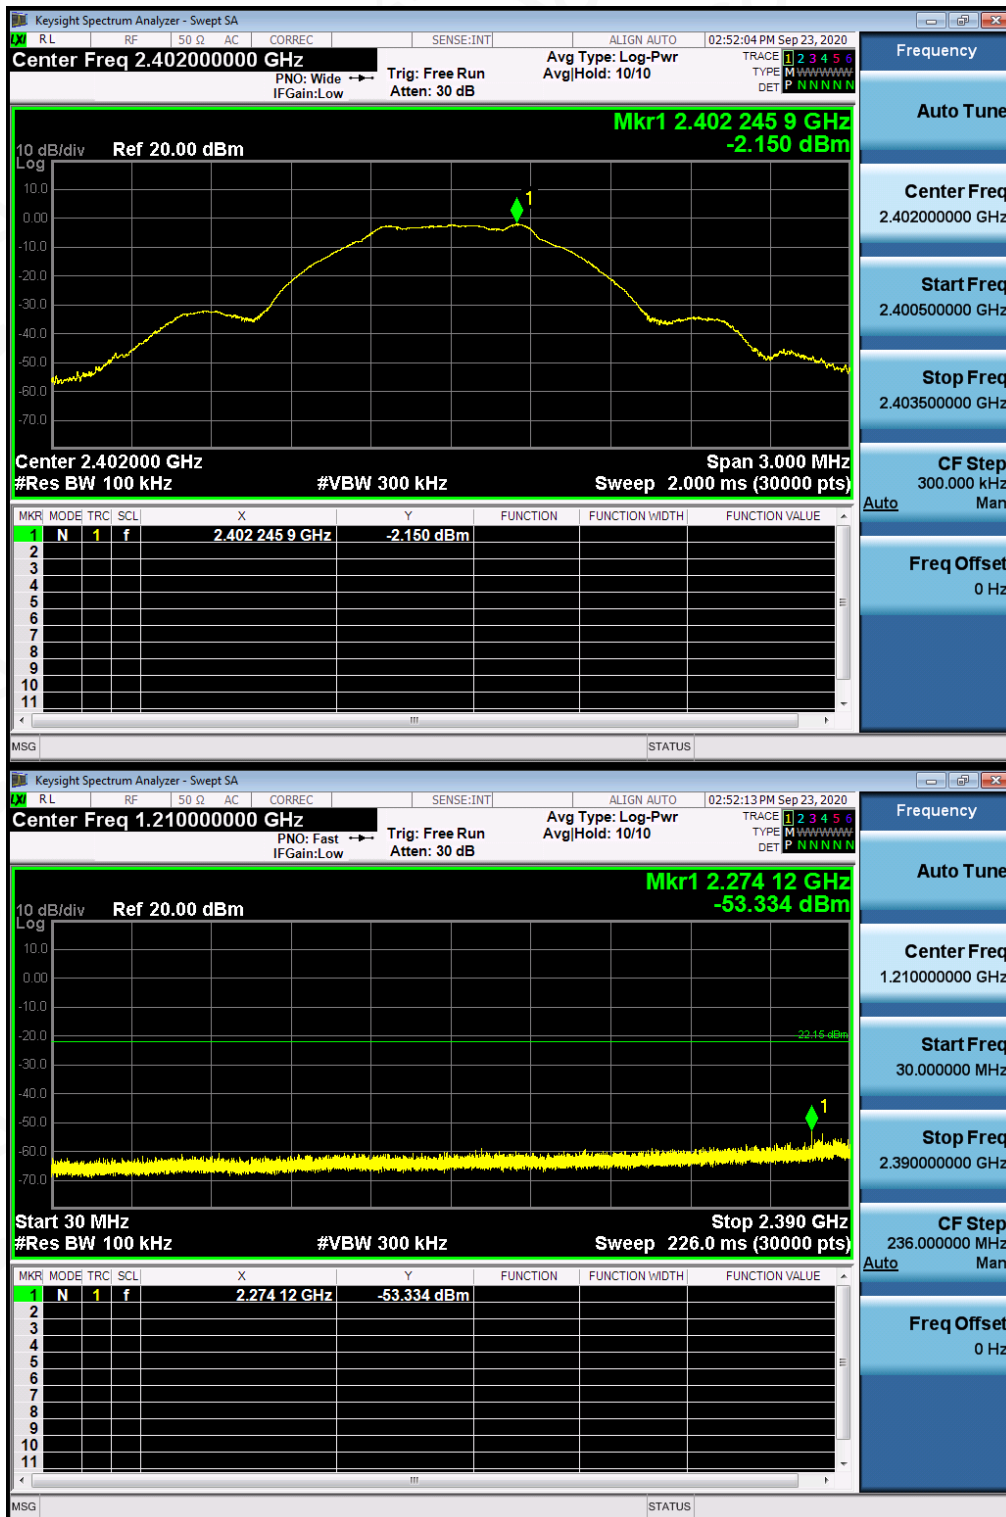 Keysight Spectrum Analyzer - Swept SA
LXI RL RF 50 Ω AC CORREC SENSE:INT ALIGN AUTO 02:52:04 PM Sep 23, 2020
Center Freq 2.402000000 GHz
PNO: Wide
IFGain:Low
Trig: Free Run
Atten: 30 dB
Avg Type: Log-Pwr
Avg|Hold: 10/10
TRACE 1 2 3 4 5 6
TYPE M WWWWW
DET P N N N N N
Mkr1 2.402 245 9 GHz
-2.150 dBm
10 dB/div Ref 20.00 dBm
Log
10.0
0.00
-10.0
-20.0
-30.0
-40.0
-50.0
-60.0
-70.0
1
Center 2.402000 GHz Span 3.000 MHz
#Res BW 100 kHz #VBW 300 kHz Sweep 2.000 ms (30000 pts)
MKR MODE TRC SCL X Y FUNCTION FUNCTION WIDTH FUNCTION VALUE
1 N 1 f 2.402 245 9 GHz -2.150 dBm
2
3
4
5
6
7
8
9
10
11
MSG STATUS
Frequency
Auto Tune
Center Freq
2.402000000 GHz
Start Freq
2.400500000 GHz
Stop Freq
2.403500000 GHz
CF Step
300.000 kHz
Auto Man
Freq Offset
0 Hz
Keysight Spectrum Analyzer - Swept SA
LXI RL RF 50 Ω AC CORREC SENSE:INT ALIGN AUTO 02:52:13 PM Sep 23, 2020
Center Freq 1.210000000 GHz
PNO: Fast
IFGain:Low
Trig: Free Run
Atten: 30 dB
Avg Type: Log-Pwr
Avg|Hold: 10/10
TRACE 1 2 3 4 5 6
TYPE M WWWWW
DET P N N N N N
Mkr1 2.274 12 GHz
-53.334 dBm
10 dB/div Ref 20.00 dBm
Log
10.0
0.00
-10.0
-20.0
-30.0
-40.0
-50.0
-60.0
-70.0
-22.15 dBm
1
Start 30 MHz Stop 2.390 GHz
#Res BW 100 kHz #VBW 300 kHz Sweep 226.0 ms (30000 pts)
MKR MODE TRC SCL X Y FUNCTION FUNCTION WIDTH FUNCTION VALUE
1 N 1 f 2.274 12 GHz -53.334 dBm
2
3
4
5
6
7
8
9
10
11
MSG STATUS
Frequency
Auto Tune
Center Freq
1.210000000 GHz
Start Freq
30.000000 MHz
Stop Freq
2.390000000 GHz
CF Step
236.000000 MHz
Auto Man
Freq Offset
0 Hz